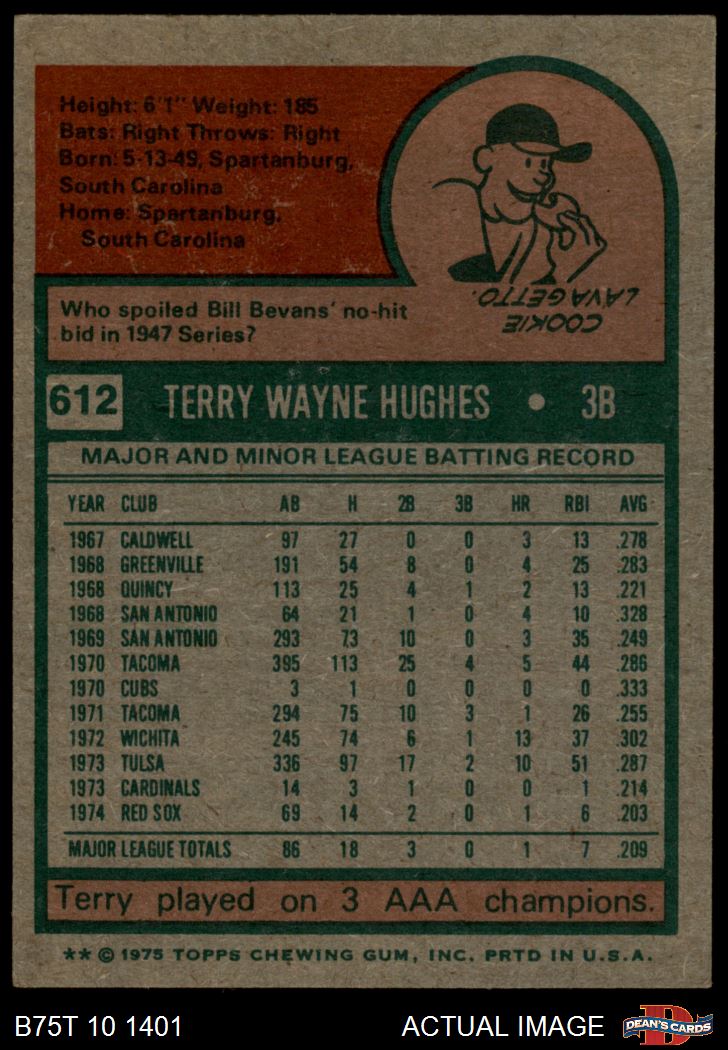 Height: 6'1" Weight: 185
Bats: Right Throws: Right
Born: 5-13-49, Spartanburg,
South Carolina
Home: Spartanburg,
South Carolina
COOKIE
LAVAGETTO.
Who spoiled Bill Bevans' no-hit
bid in 1947 Series?
612 TERRY WAYNE HUGHES • 3B
MAJOR AND MINOR LEAGUE BATTING RECORD
YEAR CLUB AB H 2B 3B HR RBI AVG
1967 CALDWELL 97 27 0 0 3 13 .278
1968 GREENVILLE 191 54 8 0 4 25 .283
1968 QUINCY 113 25 4 1 2 13 .221
1968 SAN ANTONIO 64 21 1 0 4 10 .328
1969 SAN ANTONIO 293 73 10 0 3 35 .249
1970 TACOMA 395 113 25 4 5 44 .286
1970 CUBS 3 1 0 0 0 0 .333
1971 TACOMA 294 75 10 3 1 26 .255
1972 WICHITA 245 74 6 1 13 37 .302
1973 TULSA 336 97 17 2 10 51 .287
1973 CARDINALS 14 3 1 0 0 1 .214
1974 RED SOX 69 14 2 0 1 6 .203
MAJOR LEAGUE TOTALS 86 18 3 0 1 7 .209
Terry played on 3 AAA champions.
** © 1975 TOPPS CHEWING GUM, INC. PRTD IN U.S.A.
B75T 10 1401 ACTUAL IMAGE D DEAN'S CARDS